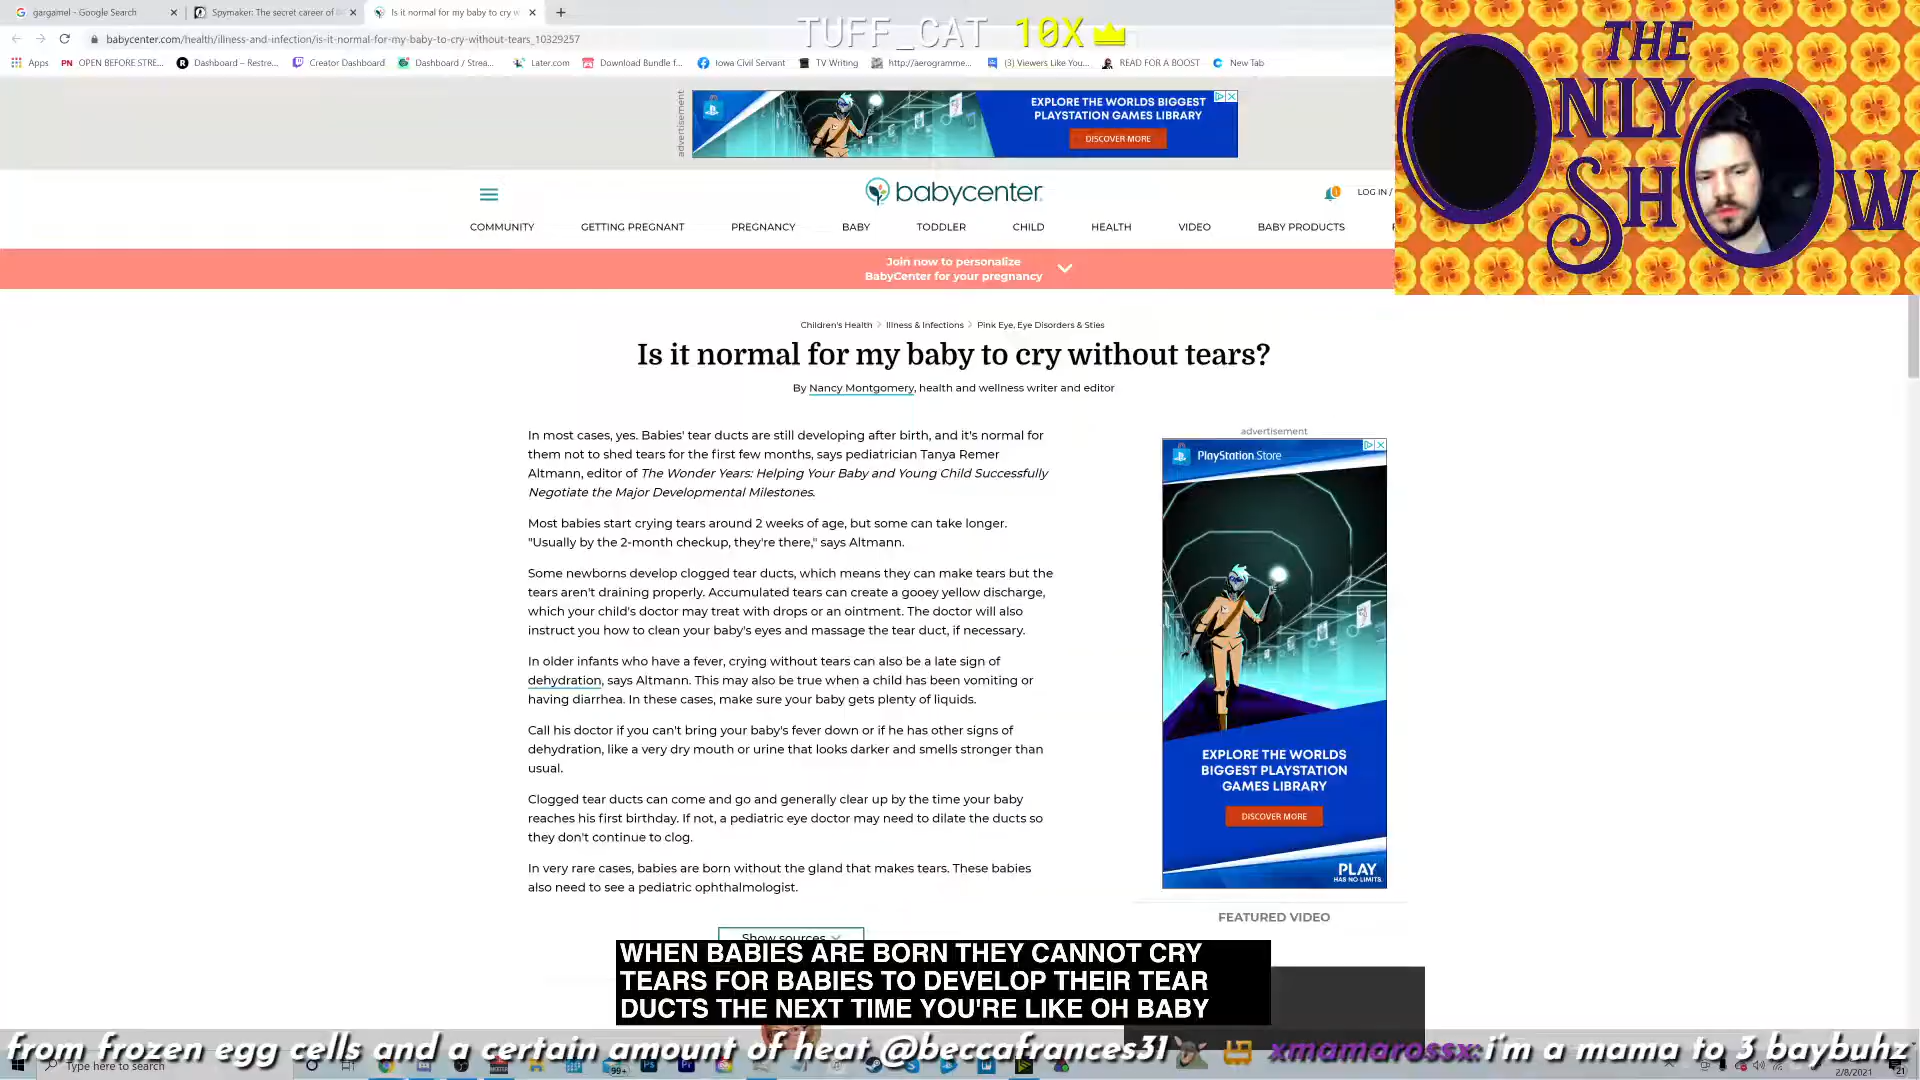 gargamel - Google Search
Spymaker: The secret career of
Is it normal for my baby to cry w
babycenter.com/health/illness-and-infection/is-it-normal-for-my-baby-to-cry-without-tears_10329257
TUFF_CAT 10X
Apps
PN OPEN BEFORE STRE...
Dashboard – Restre...
Creator Dashboard
Dashboard / Strea...
Later.com
Download Bundle f...
Iowa Civil Servant
TV Writing
http://aerogramme...
(3) Viewers Like You...
READ FOR A BOOST
New Tab
THE
ONLY
SHOW
advertisement
EXPLORE THE WORLDS BIGGEST
PLAYSTATION GAMES LIBRARY
DISCOVER MORE
babycenter
LOG IN /
COMMUNITY
GETTING PREGNANT
PREGNANCY
BABY
TODDLER
CHILD
HEALTH
VIDEO
BABY PRODUCTS
Join now to personalize
BabyCenter for your pregnancy
Children's Health > Illness & Infections > Pink Eye, Eye Disorders & Sties
Is it normal for my baby to cry without tears?
By Nancy Montgomery, health and wellness writer and editor
In most cases, yes. Babies' tear ducts are still developing after birth, and it's normal for
them not to shed tears for the first few months, says pediatrician Tanya Remer
Altmann, editor of The Wonder Years: Helping Your Baby and Young Child Successfully
Negotiate the Major Developmental Milestones.
Most babies start crying tears around 2 weeks of age, but some can take longer.
"Usually by the 2-month checkup, they're there," says Altmann.
Some newborns develop clogged tear ducts, which means they can make tears but the
tears aren't draining properly. Accumulated tears can create a gooey yellow discharge,
which your child's doctor may treat with drops or an ointment. The doctor will also
instruct you how to clean your baby's eyes and massage the tear duct, if necessary.
In older infants who have a fever, crying without tears can also be a late sign of
dehydration, says Altmann. This may also be true when a child has been vomiting or
having diarrhea. In these cases, make sure your baby gets plenty of liquids.
Call his doctor if you can't bring your baby's fever down or if he has other signs of
dehydration, like a very dry mouth or urine that looks darker and smells stronger than
usual.
Clogged tear ducts can come and go and generally clear up by the time your baby
reaches his first birthday. If not, a pediatric eye doctor may need to dilate the ducts so
they don't continue to clog.
In very rare cases, babies are born without the gland that makes tears. These babies
also need to see a pediatric ophthalmologist.
Show sources
advertisement
PlayStation Store
EXPLORE THE WORLDS
BIGGEST PLAYSTATION
GAMES LIBRARY
DISCOVER MORE
PLAY
HAS NO LIMITS.
FEATURED VIDEO
WHEN BABIES ARE BORN THEY CANNOT CRY
TEARS FOR BABIES TO DEVELOP THEIR TEAR
DUCTS THE NEXT TIME YOU'RE LIKE OH BABY
from frozen egg cells and a certain amount of heat @beccafrances31
xmamarossx: i'm a mama to 3 baybuhz
Type here to search
99+
2/8/2021
21